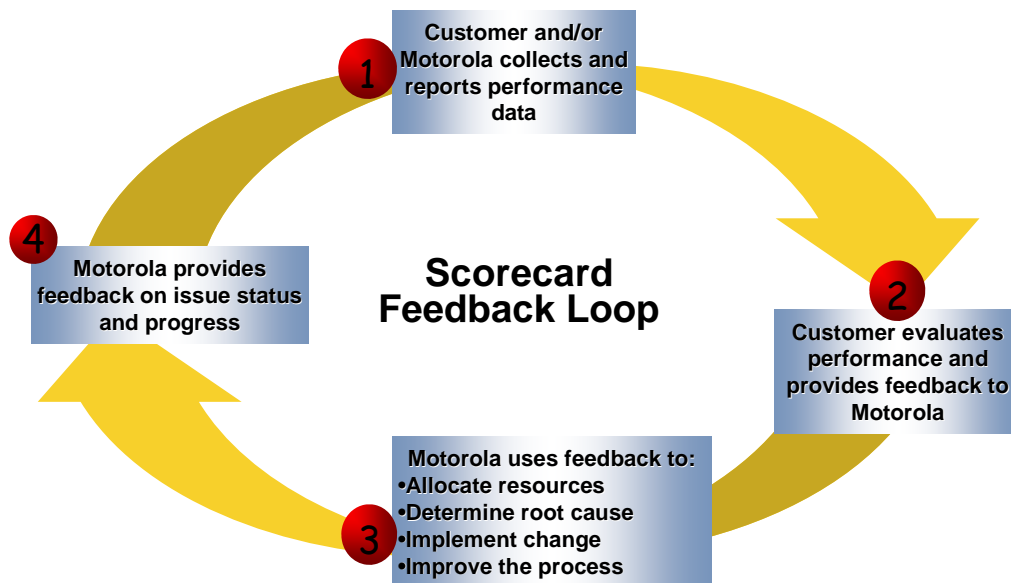 1
Customer and/or
Motorola collects and
reports performance
data
2
Customer evaluates
performance and
provides feedback to
Motorola
3
Motorola uses feedback to:
•Allocate resources
•Determine root cause
•Implement change
•Improve the process
4
Motorola provides
feedback on issue status
and progress
Scorecard
Feedback Loop